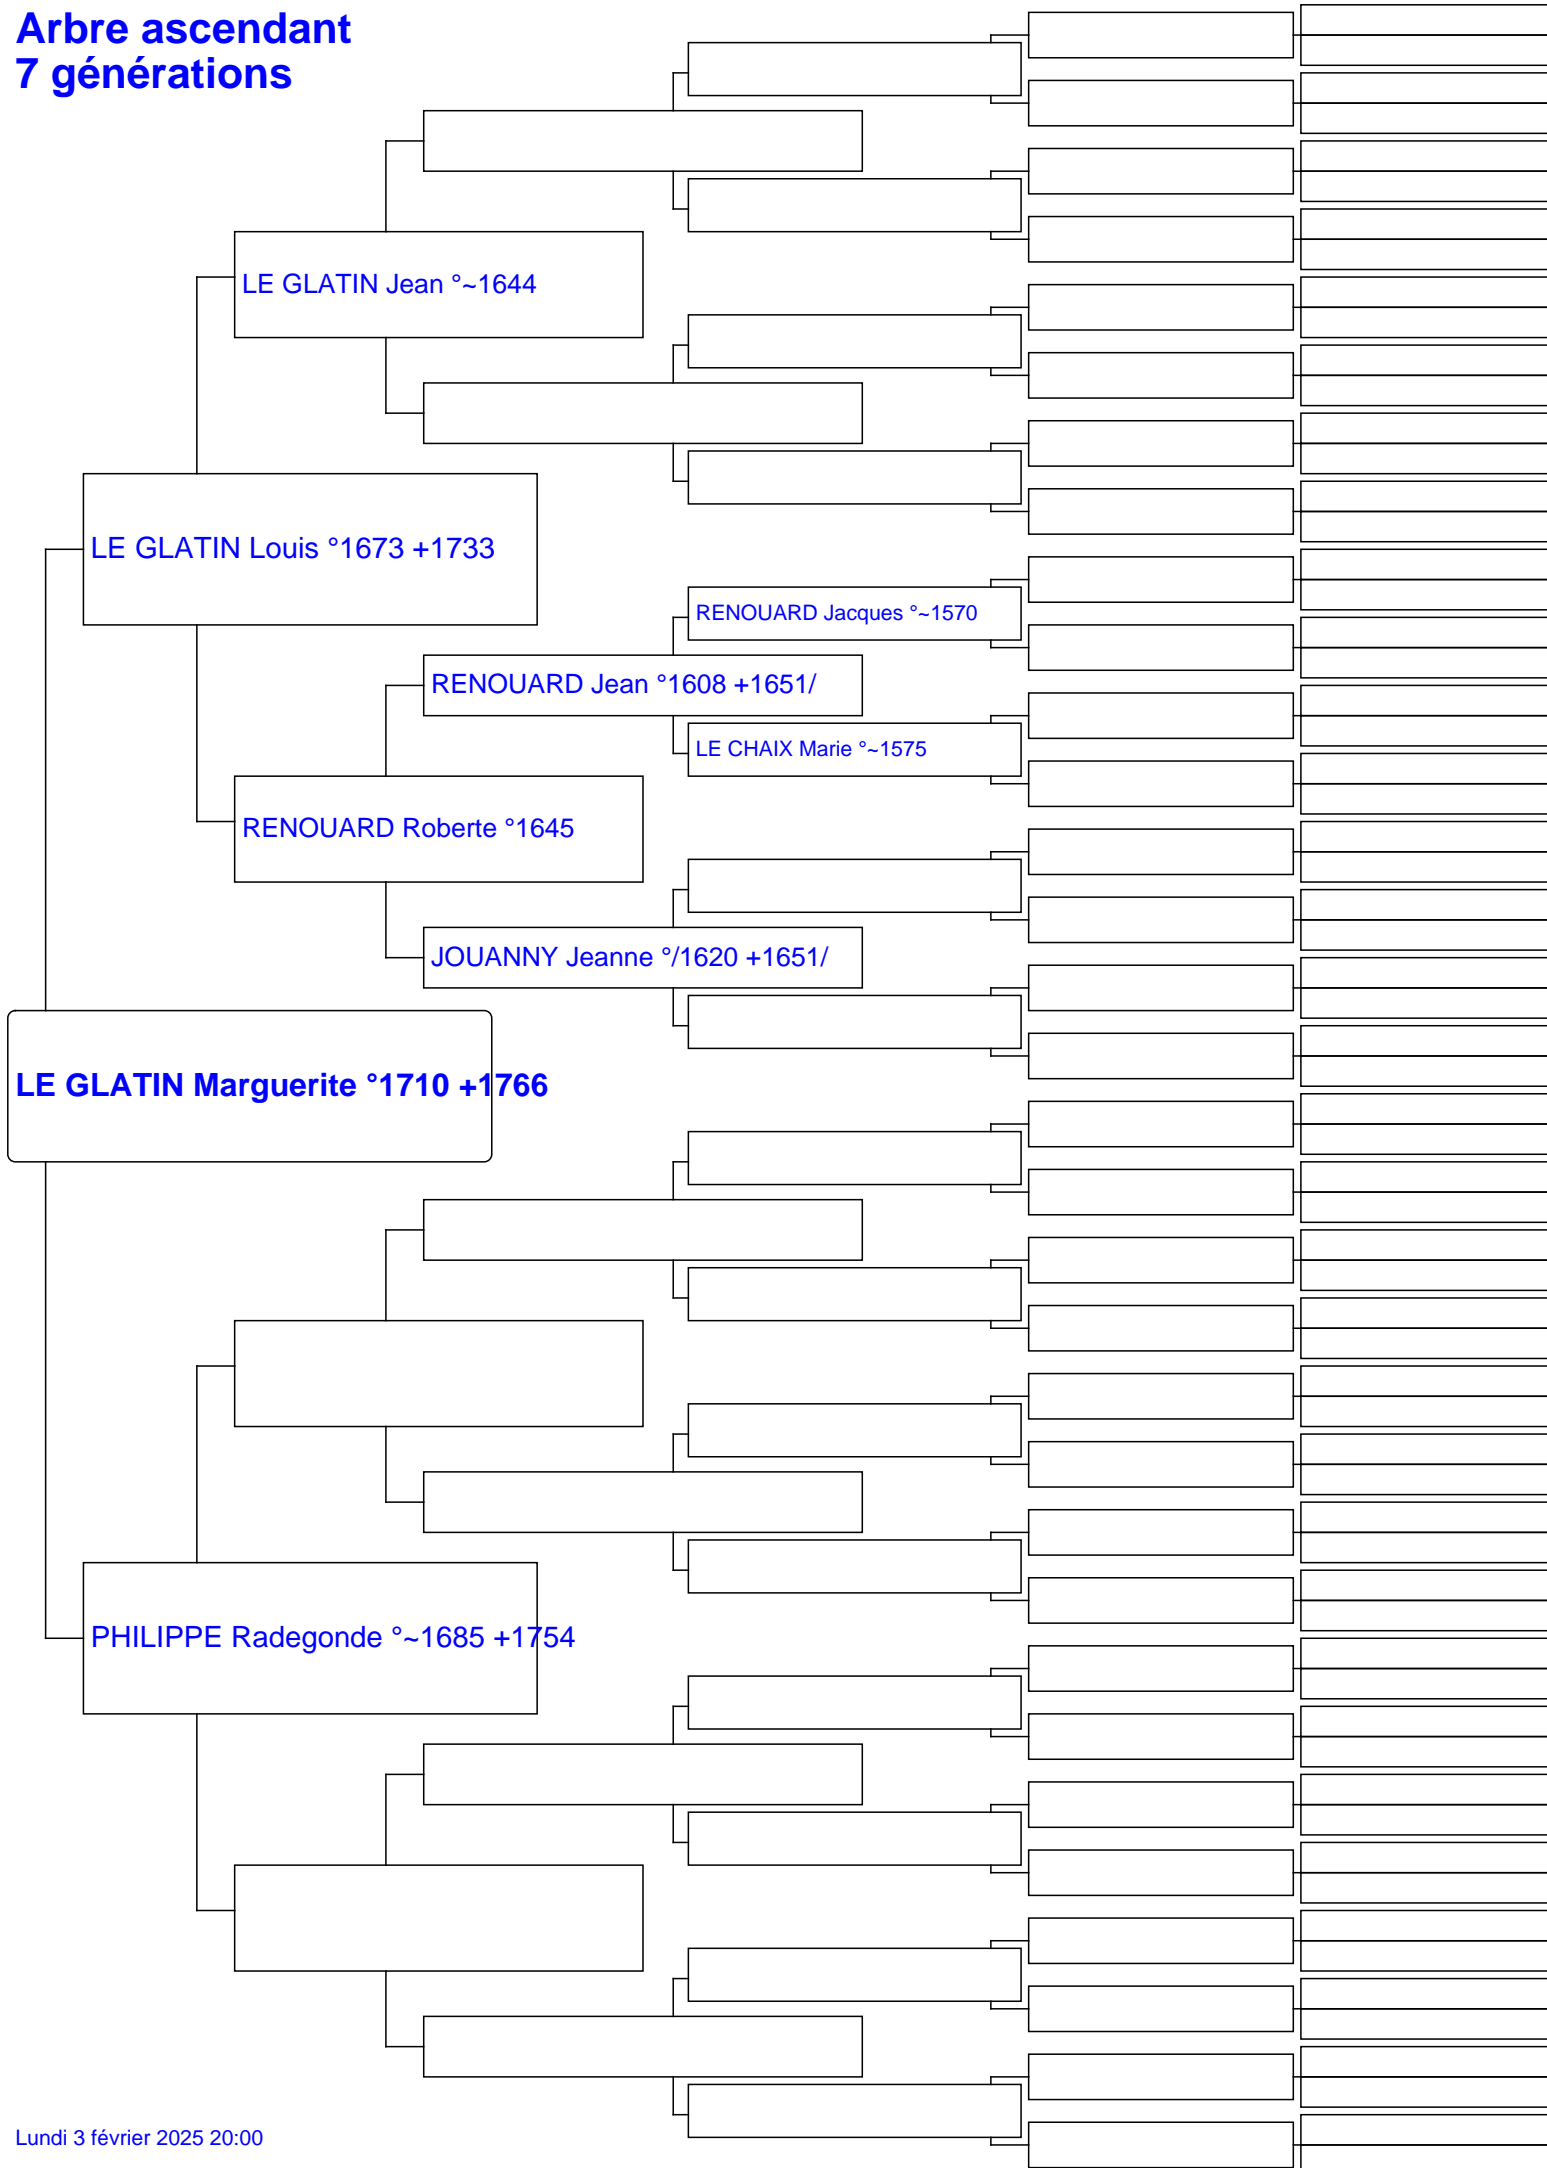 Arbre ascendant
7 générations
LE GLATIN Jean °~1644
LE GLATIN Louis °1673 +1733
RENOUARD Jacques °~1570
RENOUARD Jean °1608 +1651/
LE CHAIX Marie °~1575
RENOUARD Roberte °1645
JOUANNY Jeanne °/1620 +1651/
LE GLATIN Marguerite °1710 +1766
PHILIPPE Radegonde °~1685 +1754
Lundi 3 février 2025 20:00